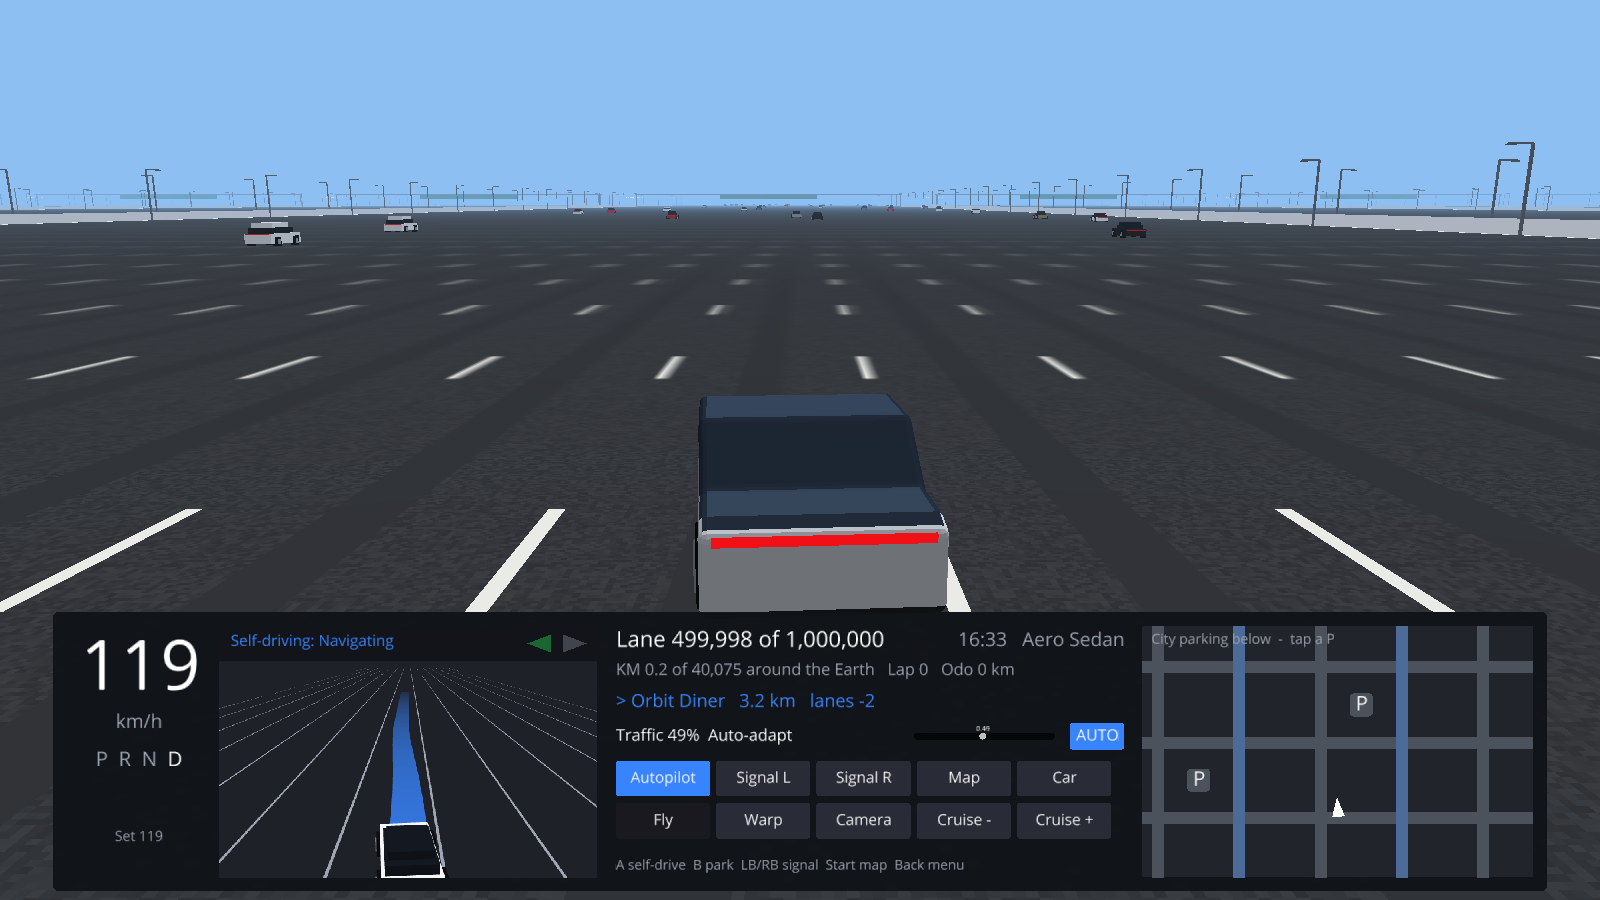 119
km/h
P R N D
Set 119
Self-driving: Navigating
Lane 499,998 of 1,000,000
16:33 Aero Sedan
KM 0.2 of 40,075 around the Earth Lap 0 Odo 0 km
> Orbit Diner 3.2 km lanes -2
Traffic 49% Auto-adapt
0.49
AUTO
Autopilot Signal L Signal R Map Car
Fly Warp Camera Cruise - Cruise +
A self-drive B park LB/RB signal Start map Back menu
City parking below - tap a P
P
P